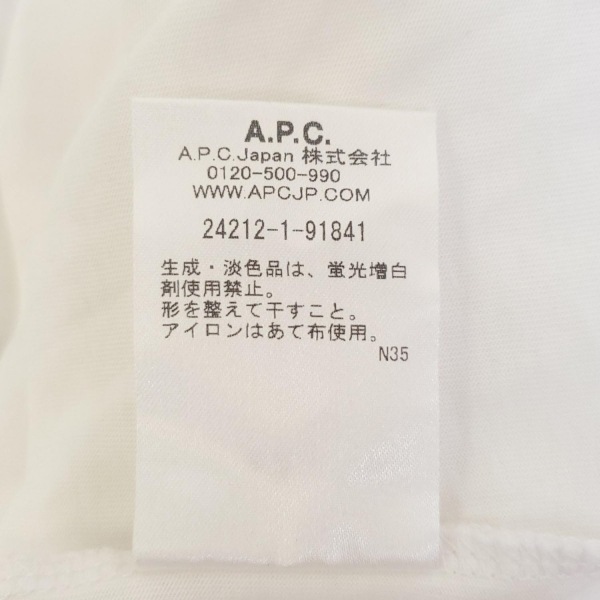 A.P.C.
A.P.C.Japan 株式会社
0120-500-990
WWW.APCJP.COM
24212-1-91841
生成・淡色品は、蛍光増白
剤使用禁止。
形を整えて干すこと。
アイロンはあて布使用。
N35